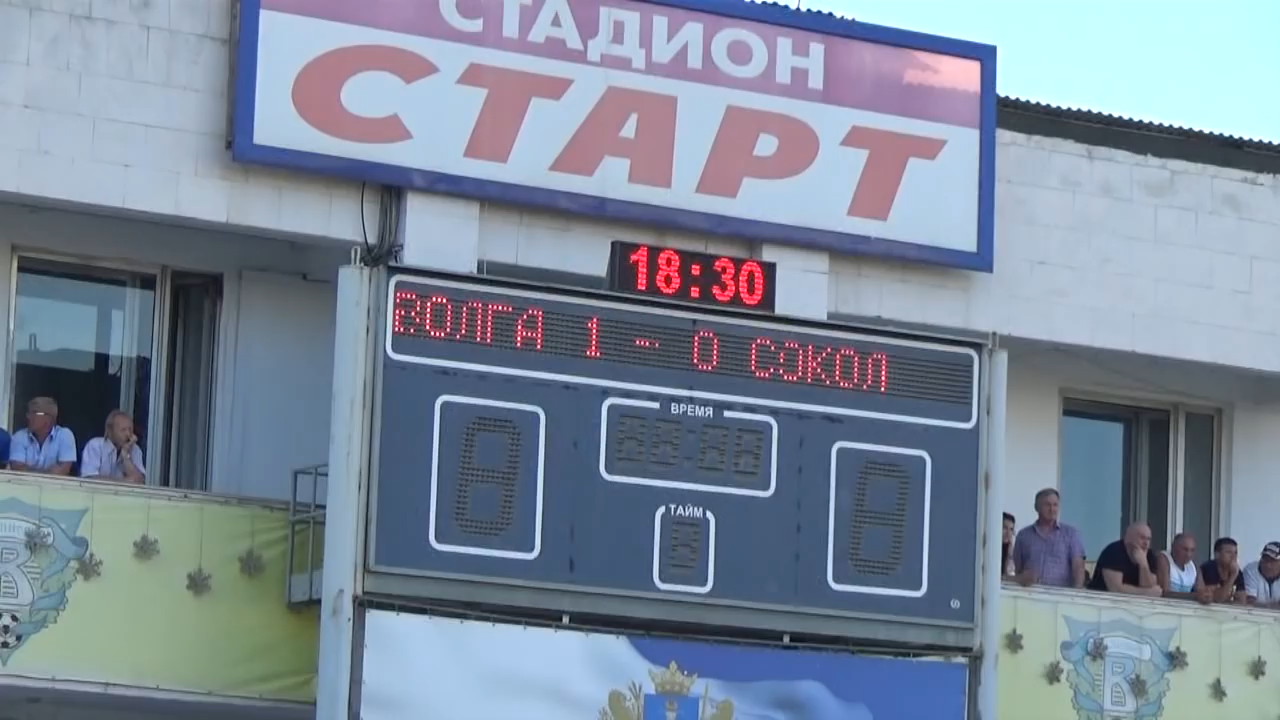 СТАДИОН
СТАРТ
18:30
ВОЛГА 1 - 0 СОКОЛ
ВРЕМЯ
ТАЙМ
В
В